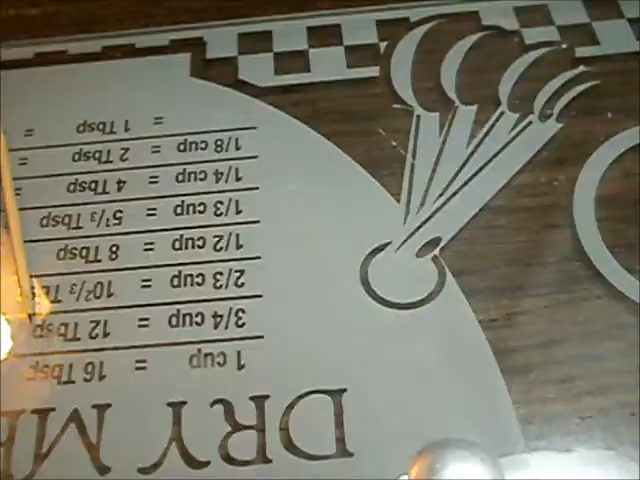 DRY ME
1 cup = 16 Tbsp
3/4 cup = 12 Tbsp
2/3 cup = 10²/₃ Tb
1/2 cup = 8 Tbsp
1/3 cup = 5¹/₃ Tbsp
1/4 cup = 4 Tbsp =
1/8 cup = 2 Tbsp =
= 1 Tbsp =